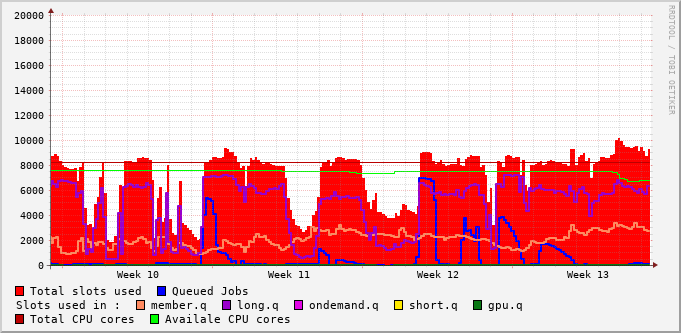 RRDTOOL / TOBI OETIKER
20000
18000
16000
14000
12000
10000
8000
6000
4000
2000
0
Week 10 Week 11 Week 12 Week 13
Total slots used Queued Jobs
Slots used in : member.q long.q ondemand.q short.q gpu.q
Total CPU cores Availale CPU cores